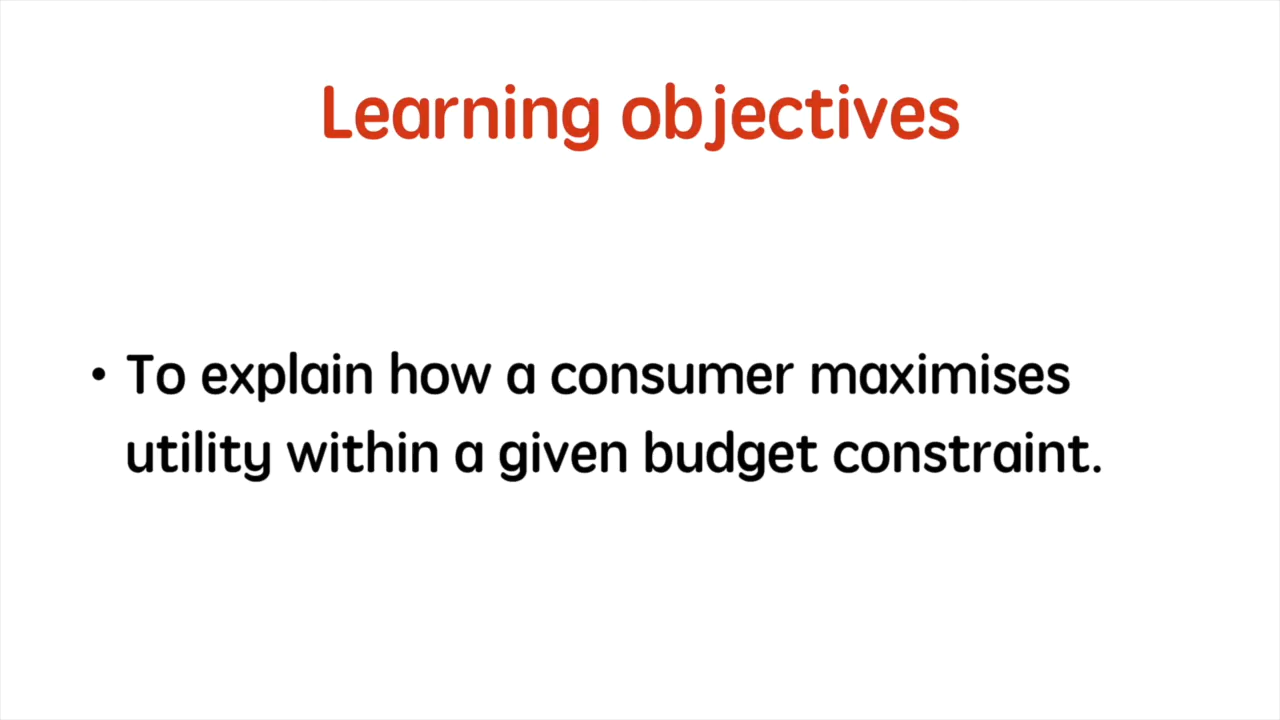 Learning objectives
• To explain how a consumer maximises
utility within a given budget constraint.